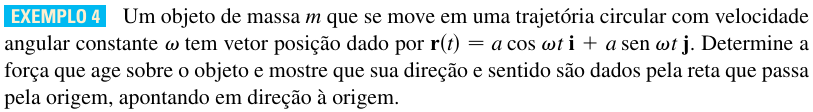 EXEMPLO 4 Um objeto de massa m que se move em uma trajetória circular com velocidade
angular constante ω tem vetor posição dado por r(t) = a cos ωt i + a sen ωt j. Determine a
força que age sobre o objeto e mostre que sua direção e sentido são dados pela reta que passa
pela origem, apontando em direção à origem.